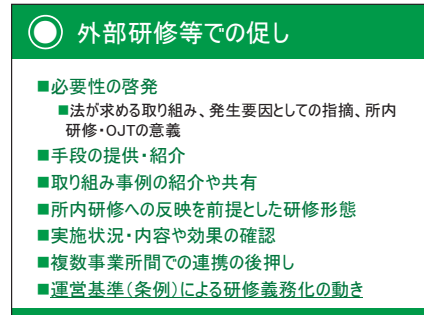 外部研修等での促し
■必要性の啓発
■法が求める取り組み、発生要因としての指摘、所内
研修・OJTの意義
■手段の提供・紹介
■取り組み事例の紹介や共有
■所内研修への反映を前提とした研修形態
■実施状況・内容や効果の確認
■複数事業所間での連携の後押し
■運営基準（条例）による研修義務化の動き